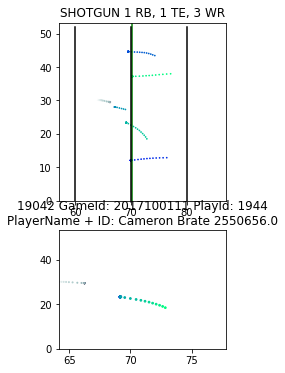 SHOTGUN 1 RB, 1 TE, 3 WR
50
40
30
20
10
0
60 70 80
19042 GameId: 2017100111 PlayId: 1944
PlayerName + ID: Cameron Brate 2550656.0
40
20
0
65 70 75